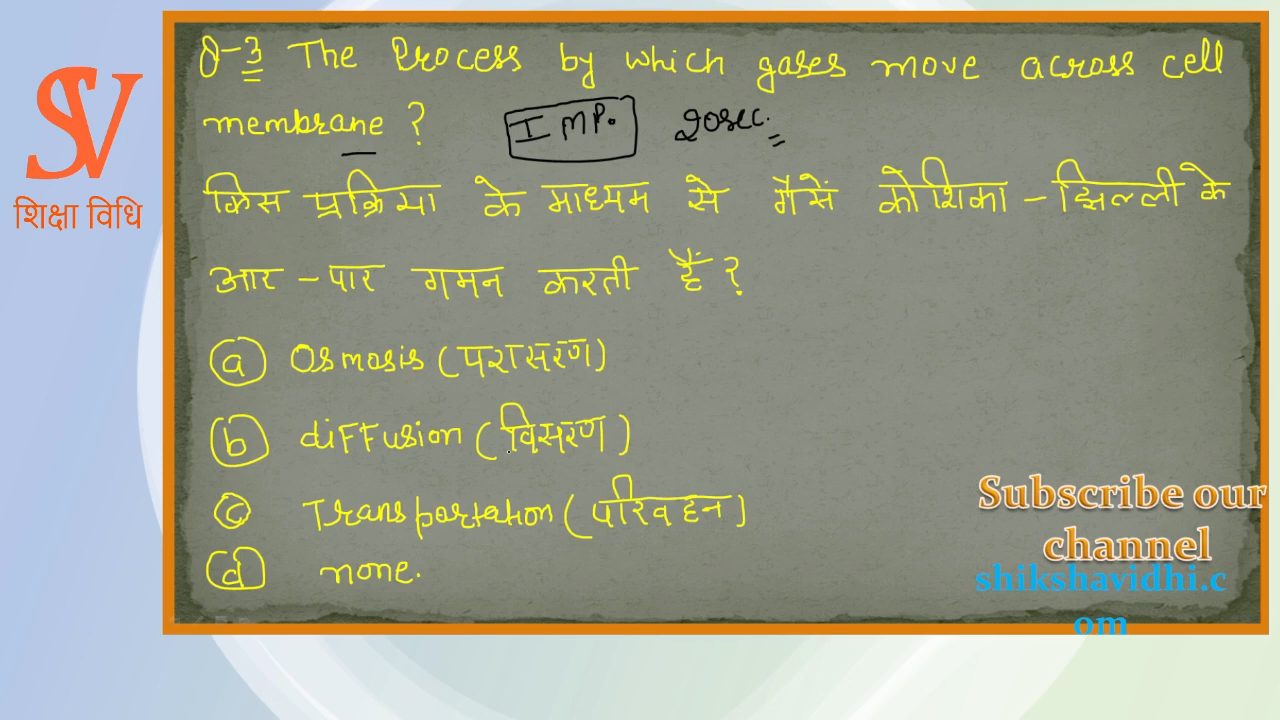 SV
शिक्षा विधि
Q-3 The Process by which gases move across cell
membrane ? IMP. 20sec.
किस प्रक्रिया के माध्यम से गैसें कोशिका - झिल्ली के
आर - पार गमन करती हैं ?
(a) Osmosis (परासरण)
(b) diFFusion (विसरण)
(c) Transportation (परिवहन)
(d) none.
Subscribe our
channel
shikshavidhi.c
om